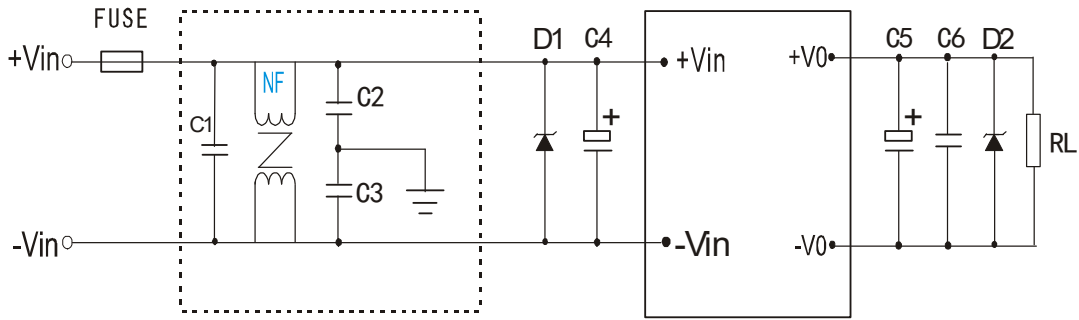 FUSE
+Vin
NF
C1
C2
C3
-Vin
D1
C4
+
+Vin
-Vin
+V0
-V0
C5
+
C6
D2
RL